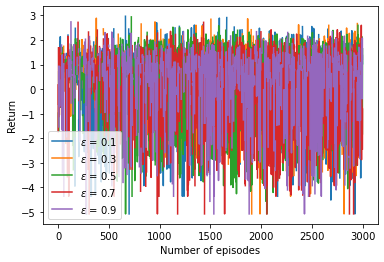 3
2
1
0
−1
−2
−3
−4
−5
Return
ε = 0.1
ε = 0.3
ε = 0.5
ε = 0.7
ε = 0.9
0 500 1000 1500 2000 2500 3000
Number of episodes